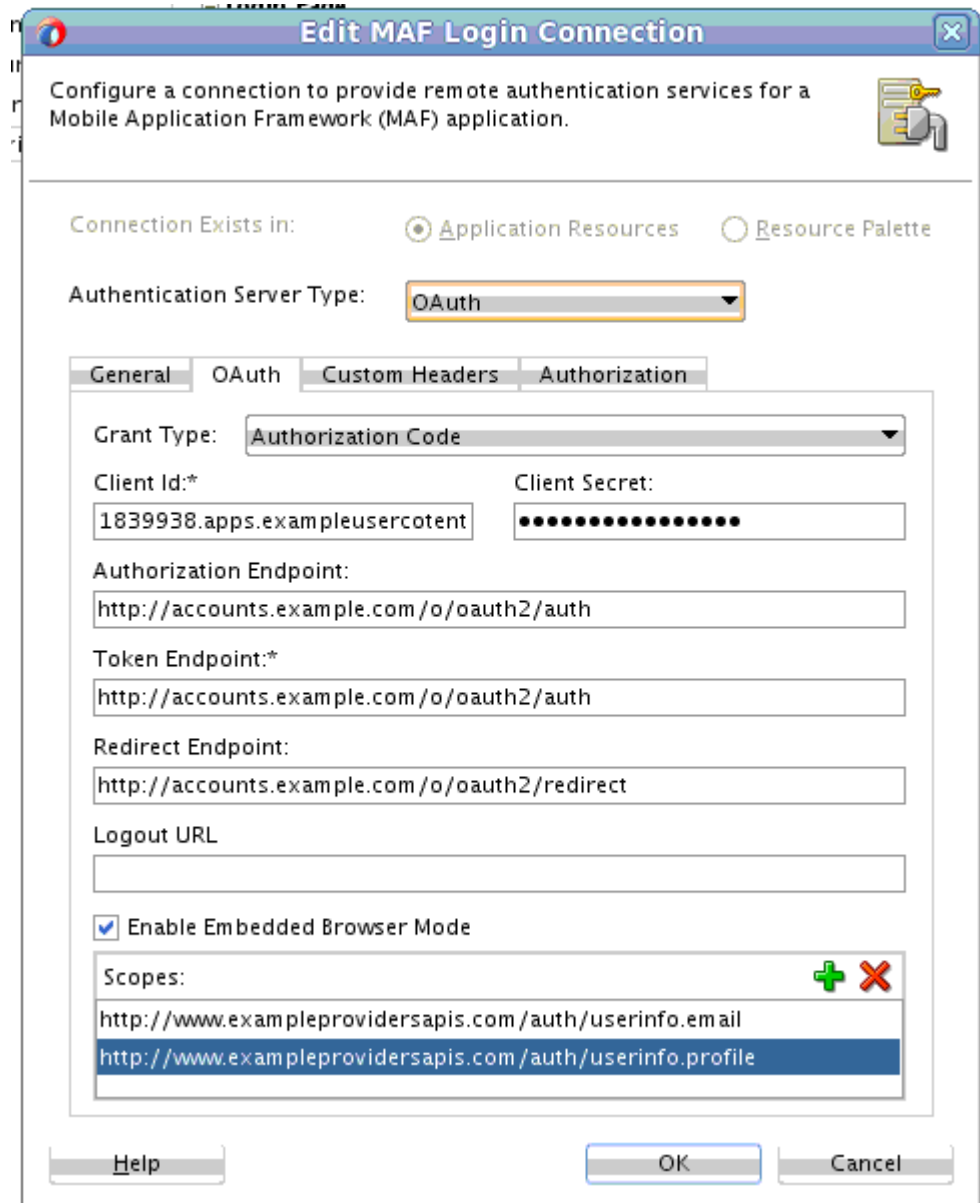 Login Page
Edit MAF Login Connection
Configure a connection to provide remote authentication services for a
Mobile Application Framework (MAF) application.
Connection Exists in:
Application Resources
Resource Palette
Authentication Server Type:
OAuth
General
OAuth
Custom Headers
Authorization
Grant Type:
Authorization Code
Client Id:*
Client Secret:
1839938.apps.exampleusercotent
••••••••••••••••
Authorization Endpoint:
http://accounts.example.com/o/oauth2/auth
Token Endpoint:*
http://accounts.example.com/o/oauth2/auth
Redirect Endpoint:
http://accounts.example.com/o/oauth2/redirect
Logout URL
Enable Embedded Browser Mode
Scopes:
http://www.exampleprovidersapis.com/auth/userinfo.email
http://www.exampleprovidersapis.com/auth/userinfo.profile
Help
OK
Cancel